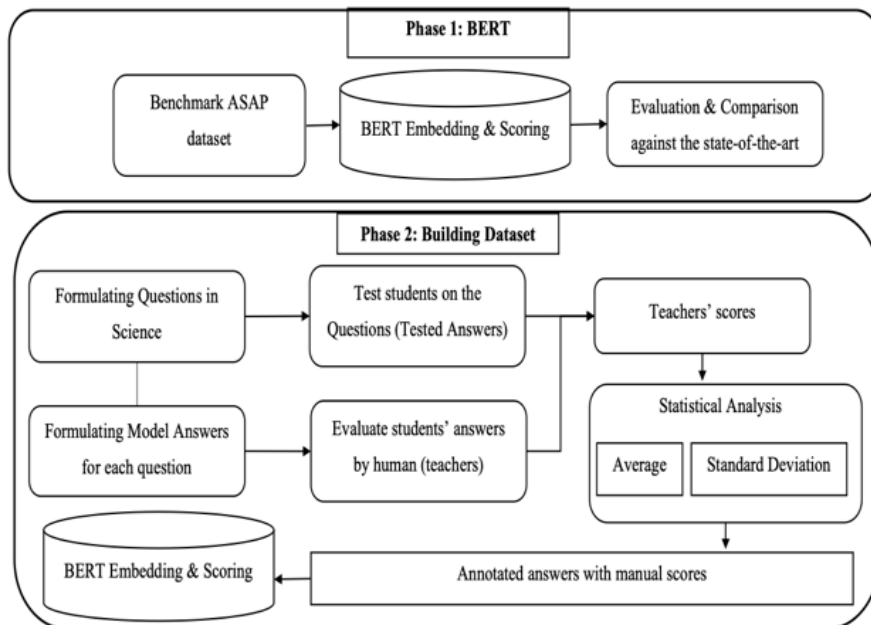 Phase 1: BERT
Benchmark ASAP
dataset
BERT Embedding & Scoring
Evaluation & Comparison
against the state-of-the-art
Phase 2: Building Dataset
Formulating Questions in
Science
Test students on the
Questions (Tested Answers)
Teachers’ scores
Formulating Model Answers
for each question
Evaluate students’ answers
by human (teachers)
Statistical Analysis
Average
Standard Deviation
BERT Embedding & Scoring
Annotated answers with manual scores